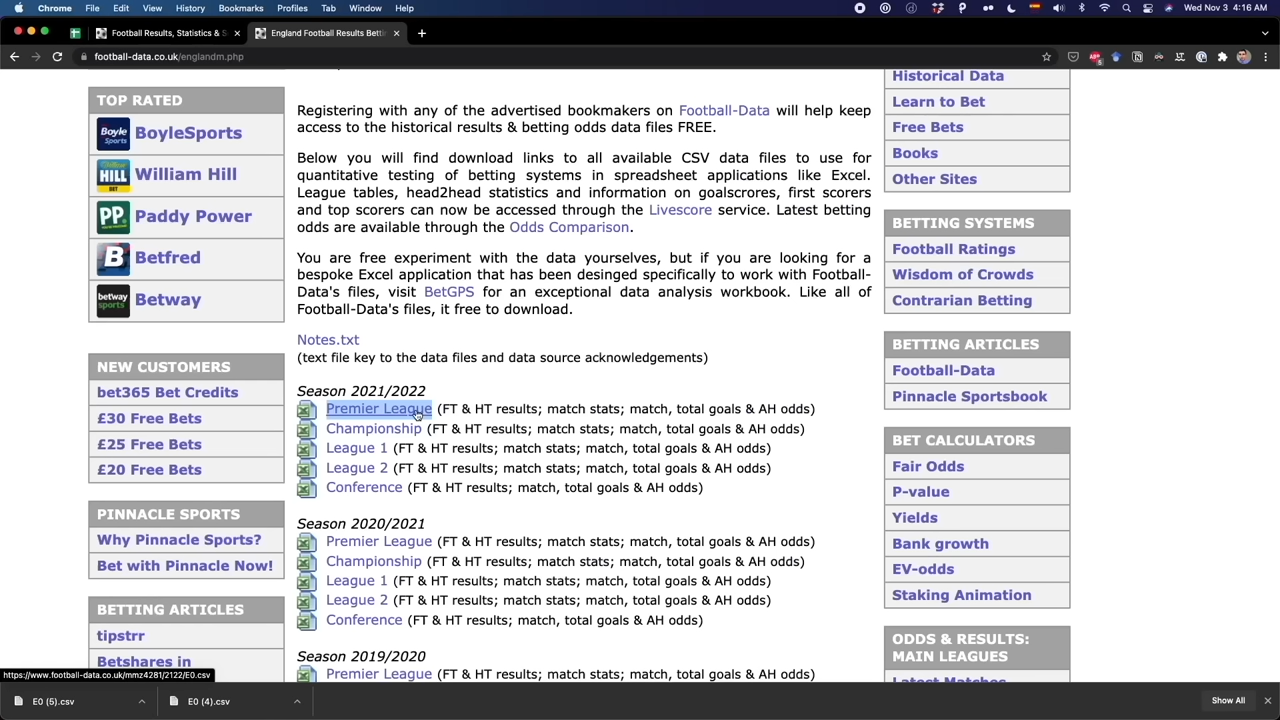 Chrome File Edit View History Bookmarks Profiles Tab Window Help Wed Nov 3 4:16 AM
Football Results, Statistics & S England Football Results Betti
football-data.co.uk/englandm.php
TOP RATED
BoyleSports
William Hill
Paddy Power
Betfred
Betway
NEW CUSTOMERS
bet365 Bet Credits
£30 Free Bets
£25 Free Bets
£20 Free Bets
PINNACLE SPORTS
Why Pinnacle Sports?
Bet with Pinnacle Now!
BETTING ARTICLES
tipstrr
Betshares in
Registering with any of the advertised bookmakers on Football-Data will help keep
access to the historical results & betting odds data files FREE.
Below you will find download links to all available CSV data files to use for
quantitative testing of betting systems in spreadsheet applications like Excel.
League tables, head2head statistics and information on goalscrores, first scorers
and top scorers can now be accessed through the Livescore service. Latest betting
odds are available through the Odds Comparison.
You are free experiment with the data yourselves, but if you are looking for a
bespoke Excel application that has been desinged specifically to work with Football-
Data's files, visit BetGPS for an exceptional data analysis workbook. Like all of
Football-Data's files, it free to download.
Notes.txt
(text file key to the data files and data source acknowledgements)
Season 2021/2022
Premier League (FT & HT results; match stats; match, total goals & AH odds)
Championship (FT & HT results; match stats; match, total goals & AH odds)
League 1 (FT & HT results; match stats; match, total goals & AH odds)
League 2 (FT & HT results; match stats; match, total goals & AH odds)
Conference (FT & HT results; match, total goals & AH odds)
Season 2020/2021
Premier League (FT & HT results; match stats; match, total goals & AH odds)
Championship (FT & HT results; match stats; match, total goals & AH odds)
League 1 (FT & HT results; match stats; match, total goals & AH odds)
League 2 (FT & HT results; match stats; match, total goals & AH odds)
Conference (FT & HT results; match, total goals & AH odds)
Season 2019/2020
Premier League (FT & HT results; match stats; match, total goals & AH odds)
Historical Data
Learn to Bet
Free Bets
Books
Other Sites
BETTING SYSTEMS
Football Ratings
Wisdom of Crowds
Contrarian Betting
BETTING ARTICLES
Football-Data
Pinnacle Sportsbook
BET CALCULATORS
Fair Odds
P-value
Yields
Bank growth
EV-odds
Staking Animation
ODDS & RESULTS:
MAIN LEAGUES
Latest Matches
https://www.football-data.co.uk/mmz4281/2122/E0.csv
E0 (5).csv E0 (4).csv Show All